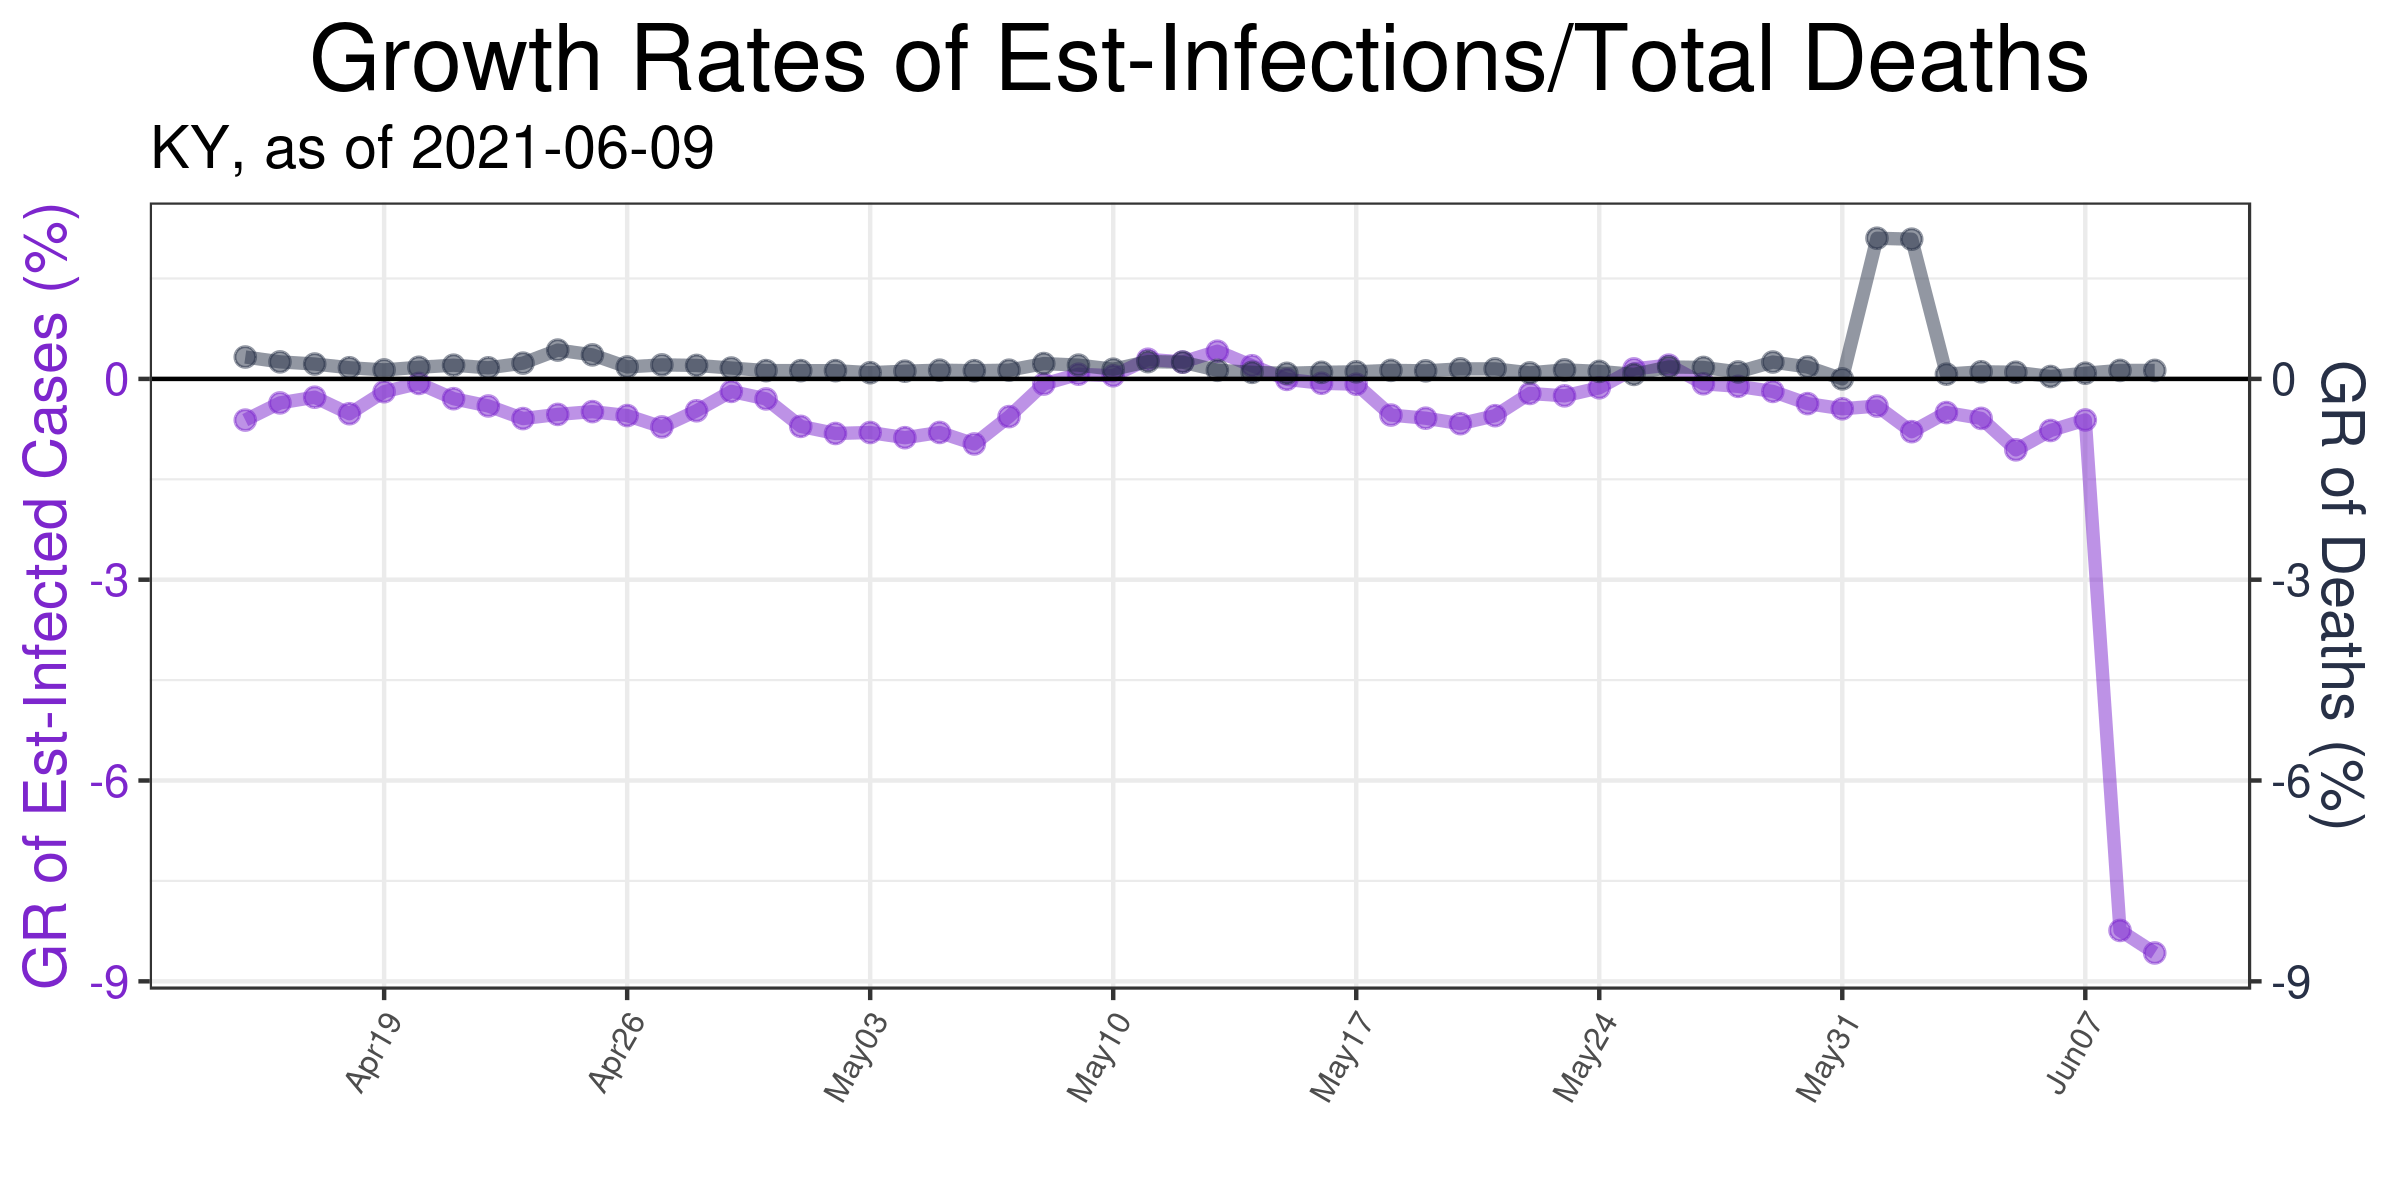 Growth Rates of Est-Infections/Total Deaths
KY, as of 2021-06-09
GR of Est-Infected Cases (%)
0
-3
-6
-9
0
-3
-6
-9
GR of Deaths (%)
Apr19
Apr26
May03
May10
May17
May24
May31
Jun07